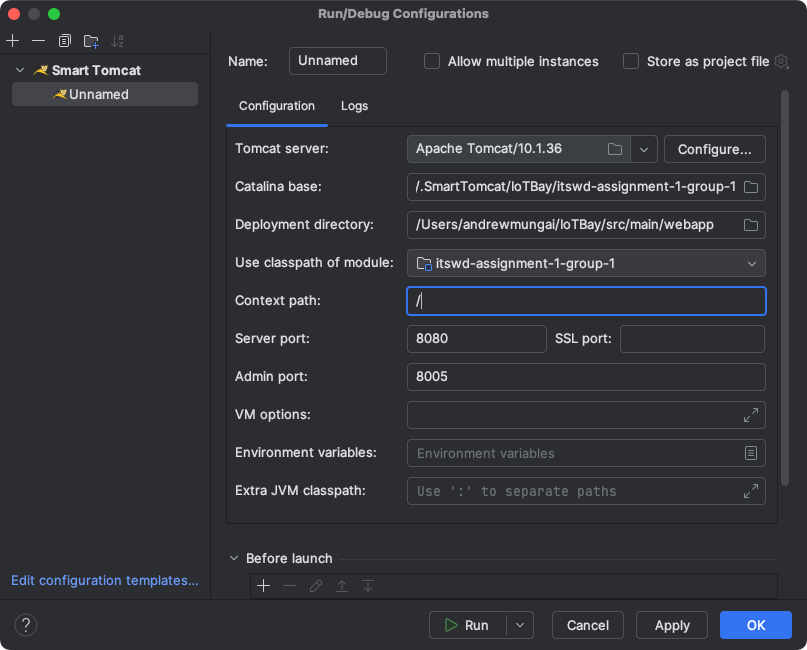 Run/Debug Configurations
Smart Tomcat
Unnamed
Name: Unnamed Allow multiple instances Store as project file
Configuration Logs
Tomcat server: Apache Tomcat/10.1.36 Configure...
Catalina base: /.SmartTomcat/IoTBay/itswd-assignment-1-group-1
Deployment directory: /Users/andrewmungai/IoTBay/src/main/webapp
Use classpath of module: itswd-assignment-1-group-1
Context path: /
Server port: 8080 SSL port:
Admin port: 8005
VM options:
Environment variables: Environment variables
Extra JVM classpath: Use ':' to separate paths
Before launch
Edit configuration templates...
? Run Cancel Apply OK